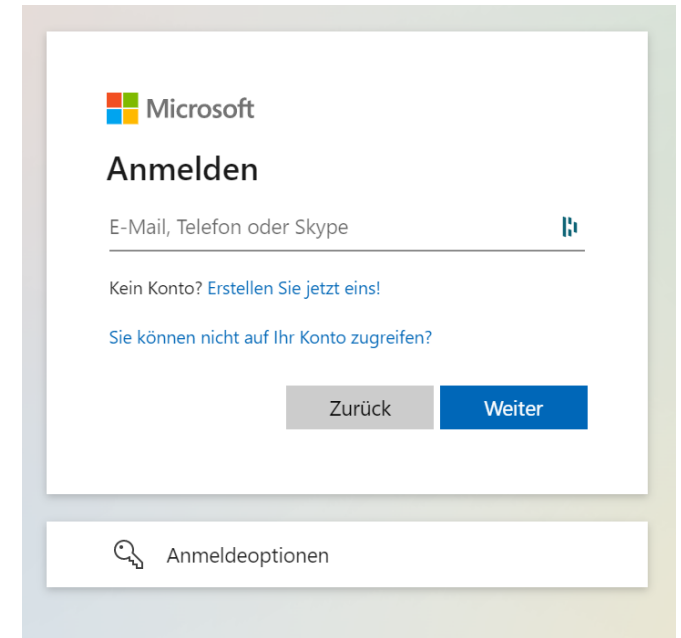 Microsoft
Anmelden
E-Mail, Telefon oder Skype
Kein Konto? Erstellen Sie jetzt eins!
Sie können nicht auf Ihr Konto zugreifen?
Zurück Weiter
Anmeldeoptionen